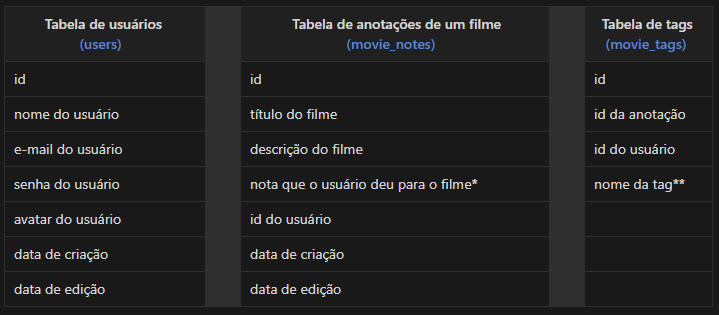 Tabela de usuários Tabela de anotações de um filme Tabela de tags
(users) (movie_notes) (movie_tags)
id id id
nome do usuário título do filme id da anotação
e-mail do usuário descrição do filme id do usuário
senha do usuário nota que o usuário deu para o filme* nome da tag**
avatar do usuário id do usuário
data de criação data de criação
data de edição data de edição